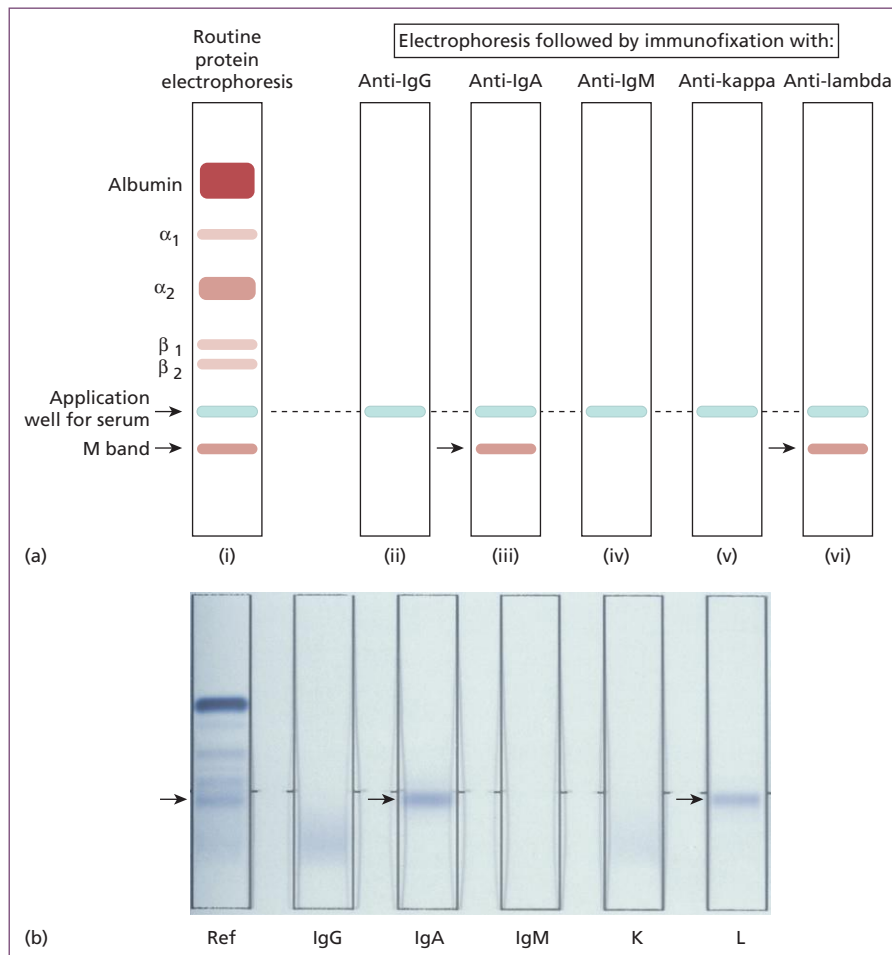 Routine
protein
electrophoresis
Electrophoresis followed by immunofixation with:
Anti-IgG Anti-IgA Anti-IgM Anti-kappa Anti-lambda
Albumin
α1
α2
β1
β2
Application
well for serum
M band
(a) (i) (ii) (iii) (iv) (v) (vi)
(b) Ref IgG IgA IgM K L